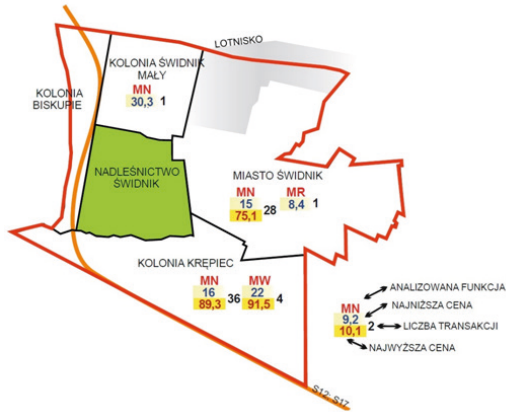 LOTNISKO
KOLONIA ŚWIDNIK
MAŁY
MN
30,3 1
KOLONIA
BISKUPIE
NADLEŚNICTWO
ŚWIDNIK
MIASTO ŚWIDNIK
MN MR
15 28 8,4 1
75,1
KOLONIA KRĘPIEC
MN MW
16 36 22 4
89,3 91,5
ANALIZOWANA FUNKCJA
MN
NAJNIŻSZA CENA
9,2
10,1 2
LICZBA TRANSAKCJI
NAJWYŻSZA CENA
S12- S17